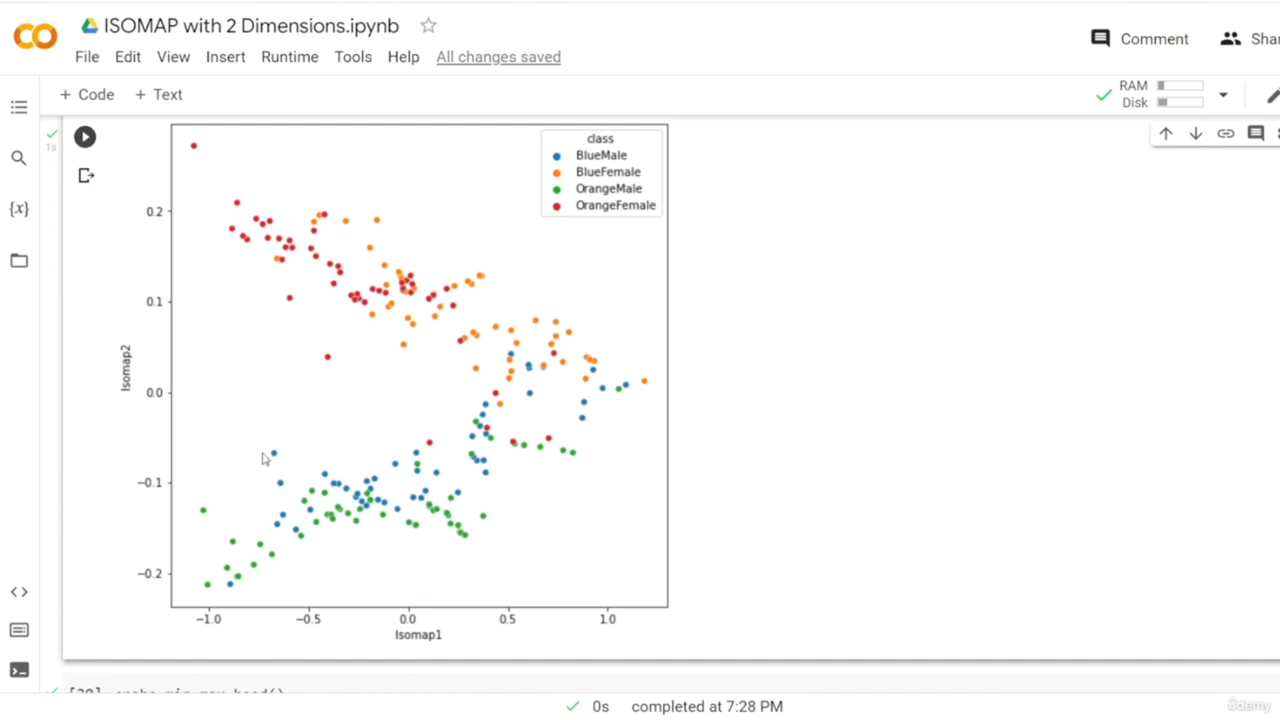 ISOMAP with 2 Dimensions.ipynb
Comment
File Edit View Insert Runtime Tools Help All changes saved
+ Code + Text
RAM
Disk
{x}
1s
class
BlueMale
BlueFemale
OrangeMale
OrangeFemale
0.2
0.1
0.0
−0.1
−0.2
Isomap2
−1.0 −0.5 0.0 0.5 1.0
Isomap1
0s completed at 7:28 PM
ûdemy